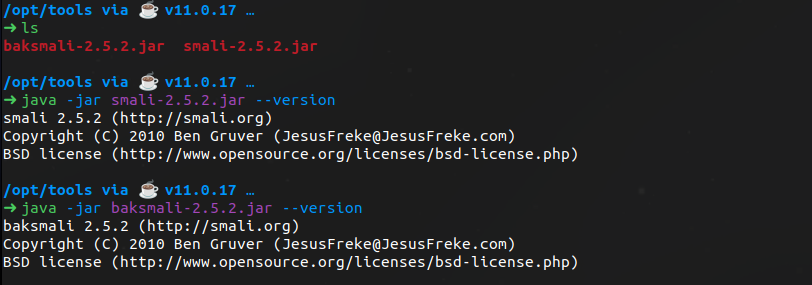 /opt/tools via ☕ v11.0.17 …
➜ ls
baksmali-2.5.2.jar smali-2.5.2.jar
/opt/tools via ☕ v11.0.17 …
➜ java -jar smali-2.5.2.jar --version
smali 2.5.2 (http://smali.org)
Copyright (C) 2010 Ben Gruver (JesusFreke@JesusFreke.com)
BSD license (http://www.opensource.org/licenses/bsd-license.php)
/opt/tools via ☕ v11.0.17 …
➜ java -jar baksmali-2.5.2.jar --version
baksmali 2.5.2 (http://smali.org)
Copyright (C) 2010 Ben Gruver (JesusFreke@JesusFreke.com)
BSD license (http://www.opensource.org/licenses/bsd-license.php)